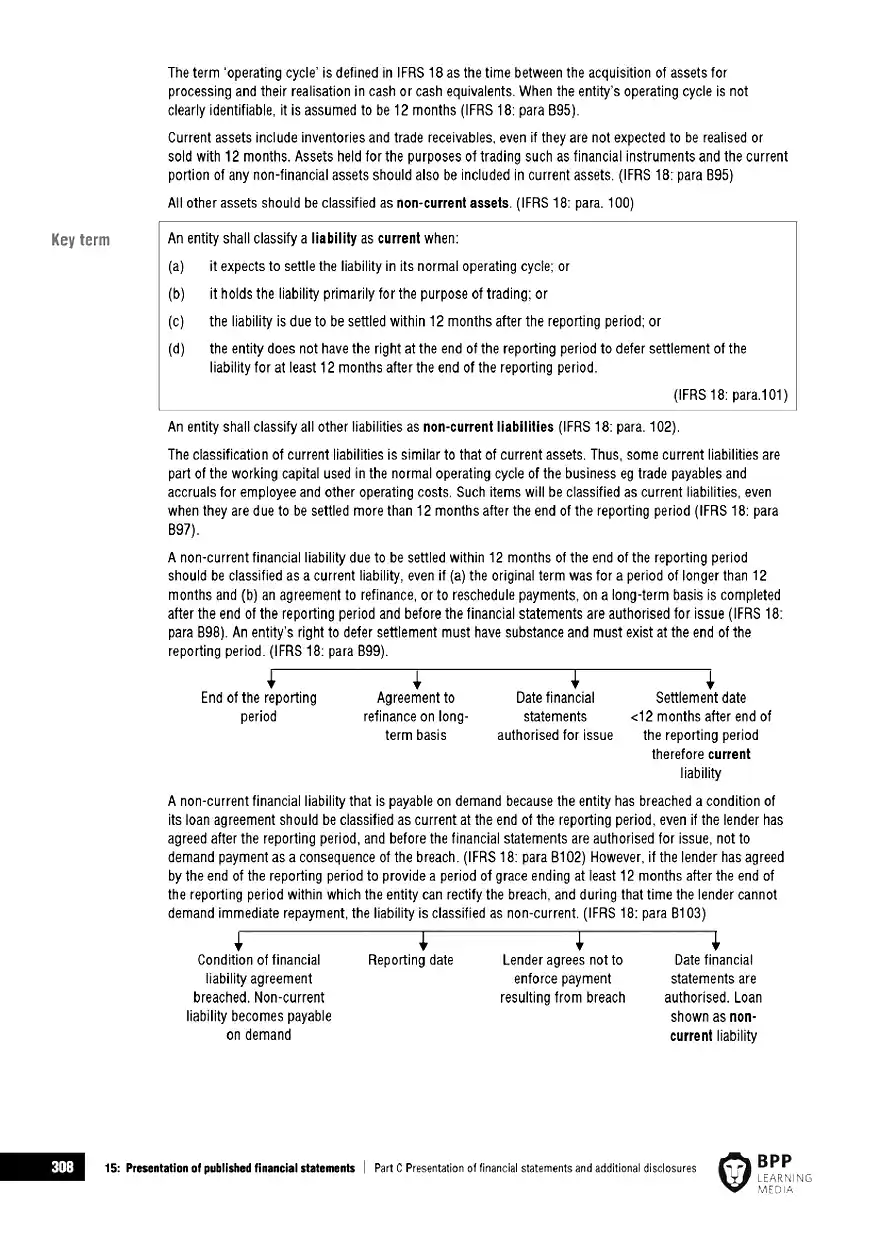 The term 'operating cycle' is defined in IFRS 18 as the time between the acquisition of assets for
processing and their realisation in cash or cash equivalents. When the entity's operating cycle is not
clearly identifiable, it is assumed to be 12 months (IFRS 18: para B95).
Current assets include inventories and trade receivables, even if they are not expected to be realised or
sold with 12 months. Assets held for the purposes of trading such as financial instruments and the current
portion of any non-financial assets should also be included in current assets. (IFRS 18: para B95)
All other assets should be classified as non-current assets. (IFRS 18: para. 100)
Key term
An entity shall classify a liability as current when:
(a) it expects to settle the liability in its normal operating cycle; or
(b) it holds the liability primarily for the purpose of trading; or
(c) the liability is due to be settled within 12 months after the reporting period; or
(d) the entity does not have the right at the end of the reporting period to defer settlement of the
liability for at least 12 months after the end of the reporting period.
(IFRS 18: para.101)
An entity shall classify all other liabilities as non-current liabilities (IFRS 18: para. 102).
The classification of current liabilities is similar to that of current assets. Thus, some current liabilities are
part of the working capital used in the normal operating cycle of the business eg trade payables and
accruals for employee and other operating costs. Such items will be classified as current liabilities, even
when they are due to be settled more than 12 months after the end of the reporting period (IFRS 18: para
B97).
A non-current financial liability due to be settled within 12 months of the end of the reporting period
should be classified as a current liability, even if (a) the original term was for a period of longer than 12
months and (b) an agreement to refinance, or to reschedule payments, on a long-term basis is completed
after the end of the reporting period and before the financial statements are authorised for issue (IFRS 18:
para B98). An entity's right to defer settlement must have substance and must exist at the end of the
reporting period. (IFRS 18: para B99).
End of the reporting
period
Agreement to
refinance on long-
term basis
Date financial
statements
authorised for issue
Settlement date
<12 months after end of
the reporting period
therefore current
liability
A non-current financial liability that is payable on demand because the entity has breached a condition of
its loan agreement should be classified as current at the end of the reporting period, even if the lender has
agreed after the reporting period, and before the financial statements are authorised for issue, not to
demand payment as a consequence of the breach. (IFRS 18: para B102) However, if the lender has agreed
by the end of the reporting period to provide a period of grace ending at least 12 months after the end of
the reporting period within which the entity can rectify the breach, and during that time the lender cannot
demand immediate repayment, the liability is classified as non-current. (IFRS 18: para B103)
Condition of financial
liability agreement
breached. Non-current
liability becomes payable
on demand
Reporting date
Lender agrees not to
enforce payment
resulting from breach
Date financial
statements are
authorised. Loan
shown as non-
current liability
308
15: Presentation of published financial statements | Part C Presentation of financial statements and additional disclosures
BPP
LEARNING
MEDIA